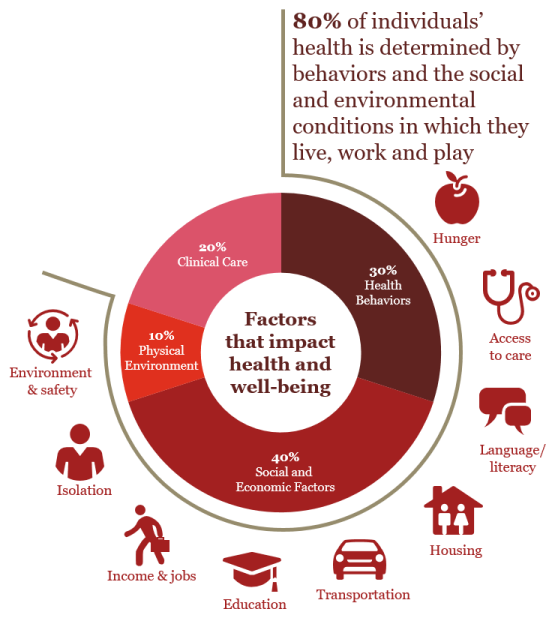 80% of individuals’
health is determined by
behaviors and the social
and environmental
conditions in which they
live, work and play
20%
Clinical Care
30%
Health
Behaviors
10%
Physical
Environment
40%
Social and
Economic Factors
Factors
that impact
health and
well-being
Hunger
Access
to care
Language/
literacy
Housing
Transportation
Education
Income & jobs
Isolation
Environment
& safety